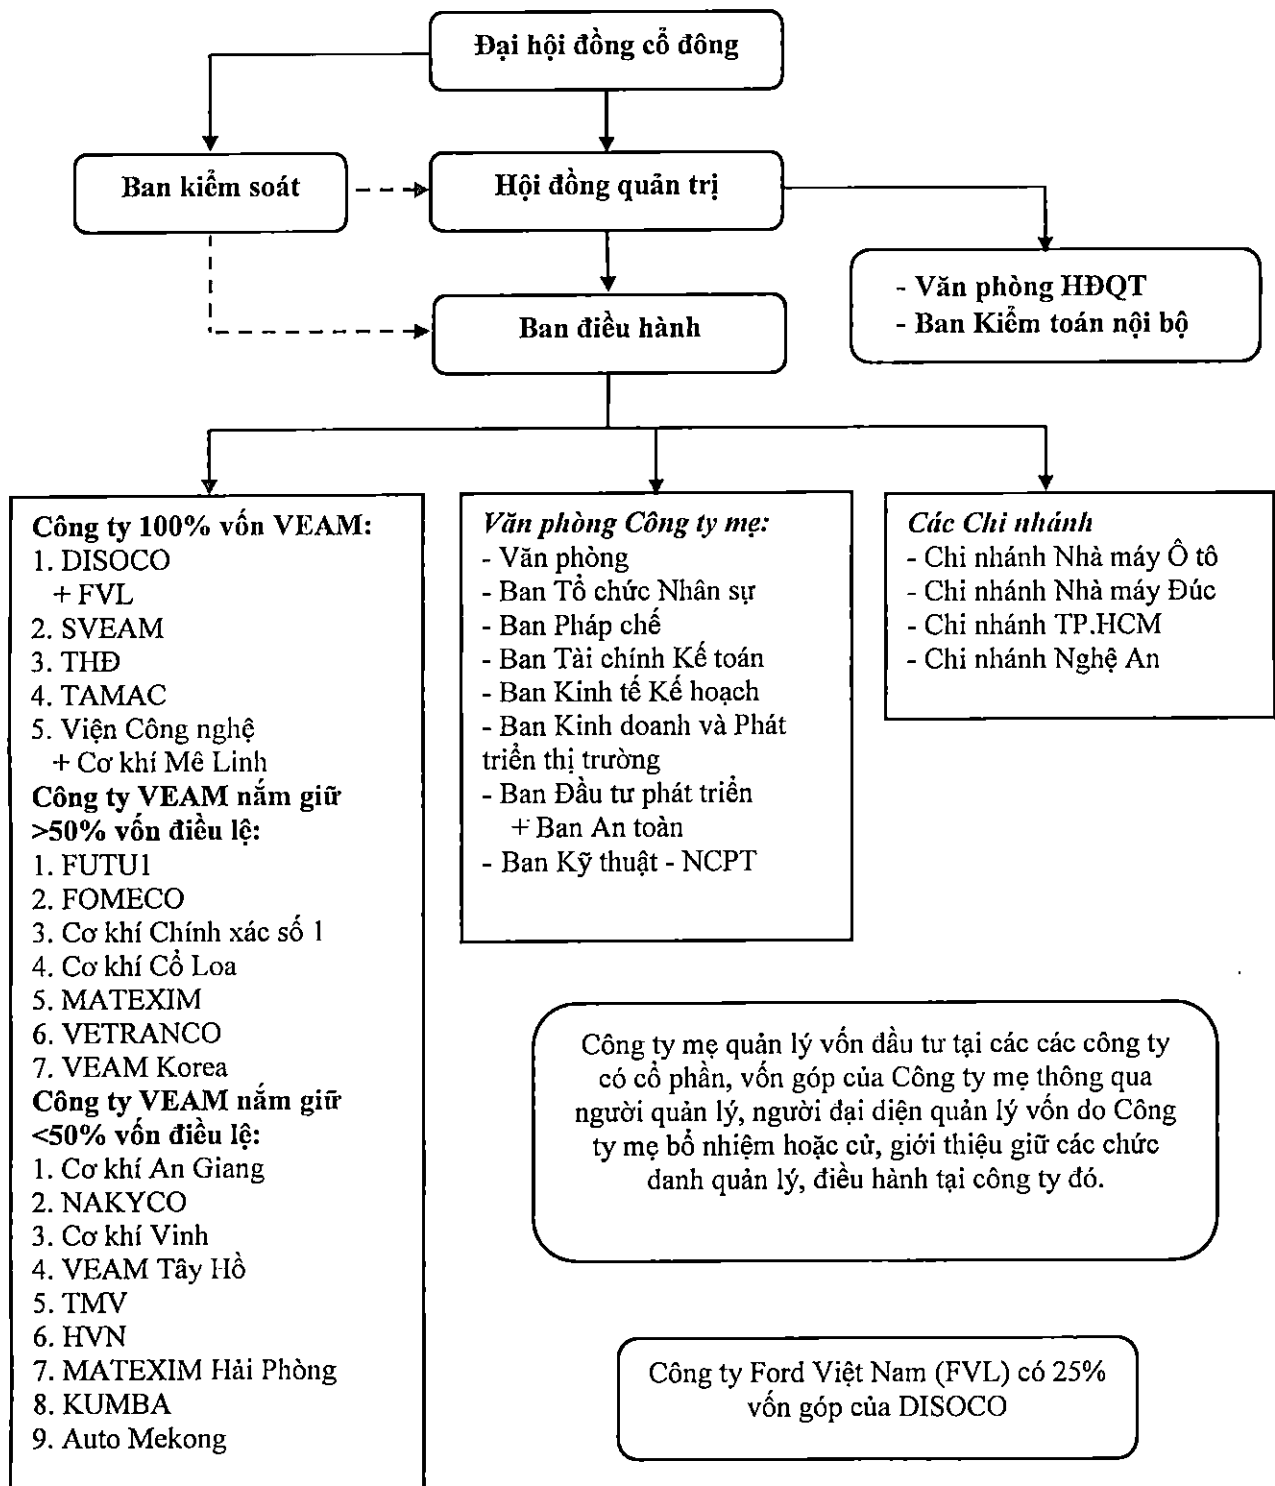 Đại hội đồng cổ đông
Ban kiểm soát
Hội đồng quản trị
- Văn phòng HĐQT
- Ban Kiểm toán nội bộ
Ban điều hành
Công ty 100% vốn VEAM:
1. DISOCO
+ FVL
2. SVEAM
3. THĐ
4. TAMAC
5. Viện Công nghệ
+ Cơ khí Mê Linh
Công ty VEAM nắm giữ
>50% vốn điều lệ:
1. FUTU1
2. FOMECO
3. Cơ khí Chính xác số 1
4. Cơ khí Cổ Loa
5. MATEXIM
6. VETRANCO
7. VEAM Korea
Công ty VEAM nắm giữ
<50% vốn điều lệ:
1. Cơ khí An Giang
2. NAKYCO
3. Cơ khí Vinh
4. VEAM Tây Hồ
5. TMV
6. HVN
7. MATEXIM Hải Phòng
8. KUMBA
9. Auto Mekong
Văn phòng Công ty mẹ:
- Văn phòng
- Ban Tổ chức Nhân sự
- Ban Pháp chế
- Ban Tài chính Kế toán
- Ban Kinh tế Kế hoạch
- Ban Kinh doanh và Phát
triển thị trường
- Ban Đầu tư phát triển
+ Ban An toàn
- Ban Kỹ thuật - NCPT
Các Chi nhánh
- Chi nhánh Nhà máy Ô tô
- Chi nhánh Nhà máy Đúc
- Chi nhánh TP.HCM
- Chi nhánh Nghệ An
Công ty mẹ quản lý vốn đầu tư tại các các công ty
có cổ phần, vốn góp của Công ty mẹ thông qua
người quản lý, người đại diện quản lý vốn do Công
ty mẹ bổ nhiệm hoặc cử, giới thiệu giữ các chức
danh quản lý, điều hành tại công ty đó.
Công ty Ford Việt Nam (FVL) có 25%
vốn góp của DISOCO